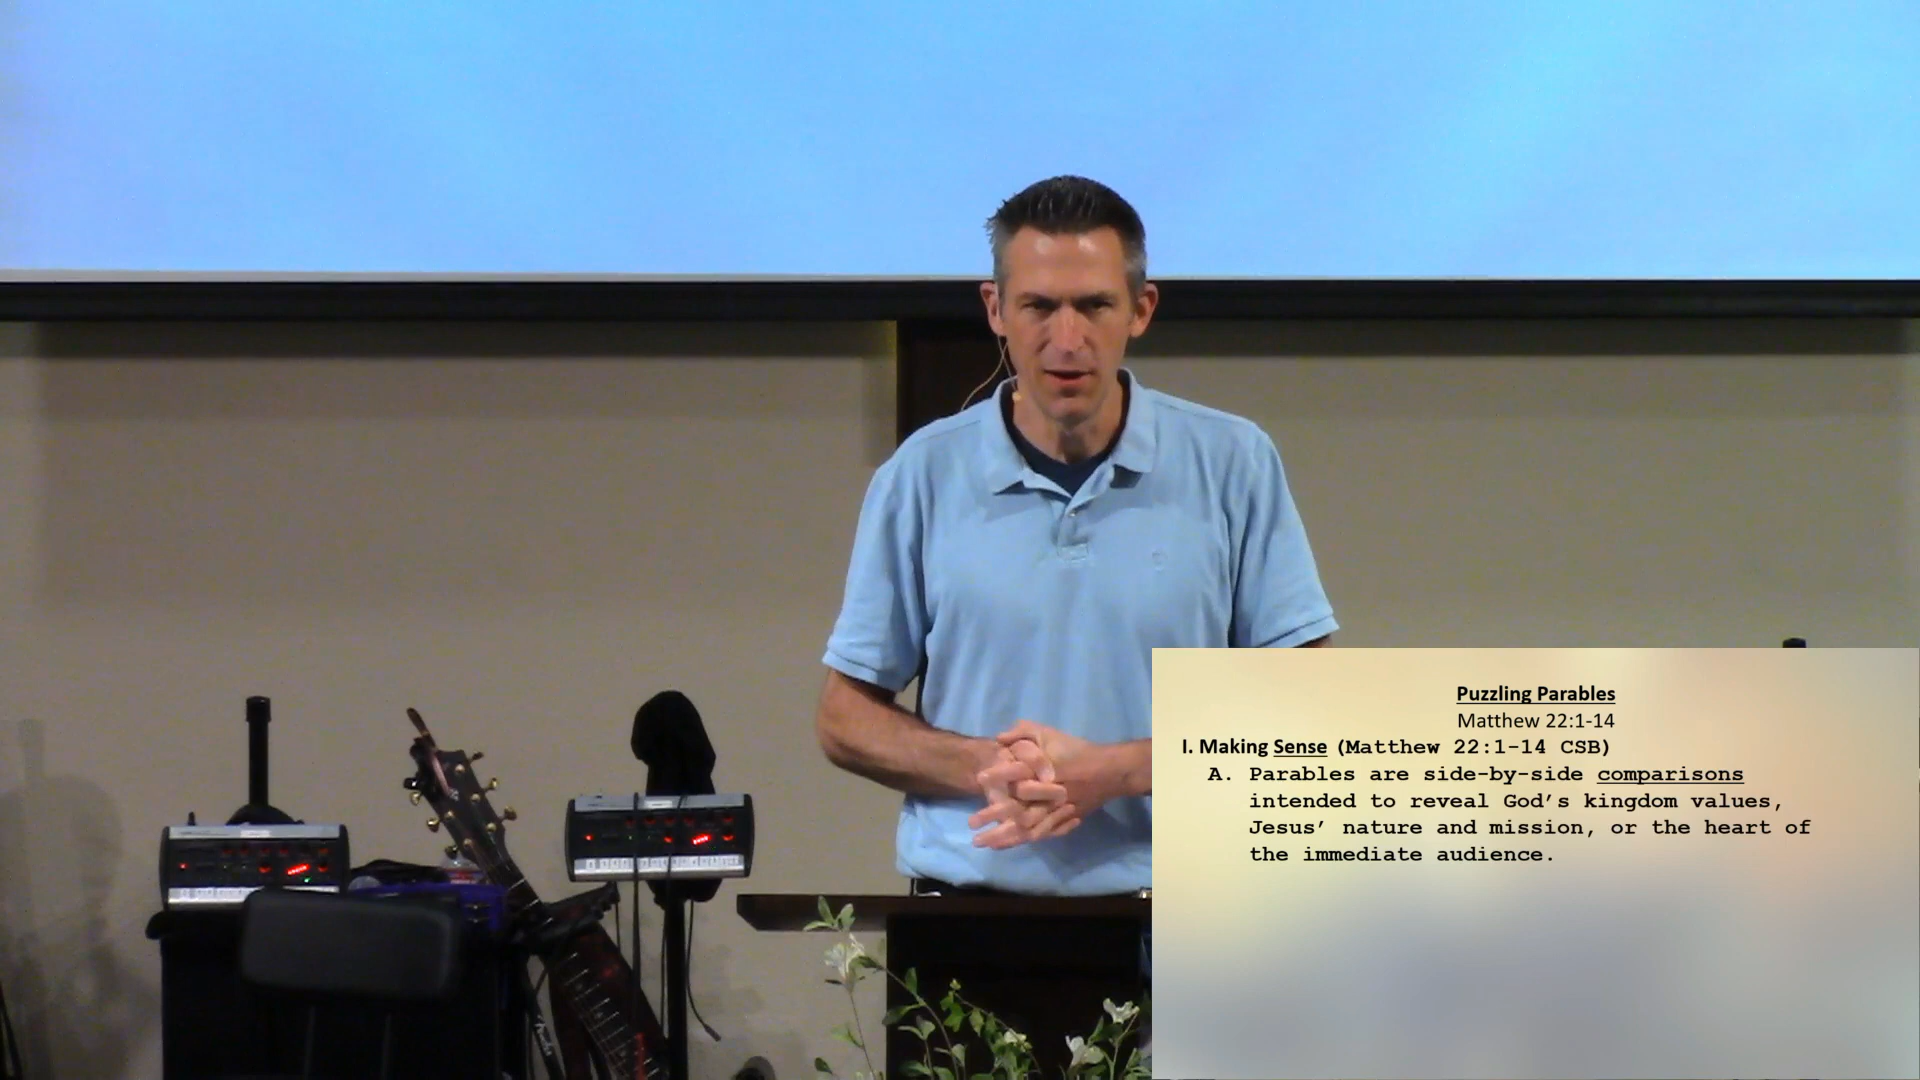 Puzzling Parables
Matthew 22:1-14
I. Making Sense (Matthew 22:1-14 CSB)
A. Parables are side-by-side comparisons
intended to reveal God's kingdom values,
Jesus' nature and mission, or the heart of
the immediate audience.